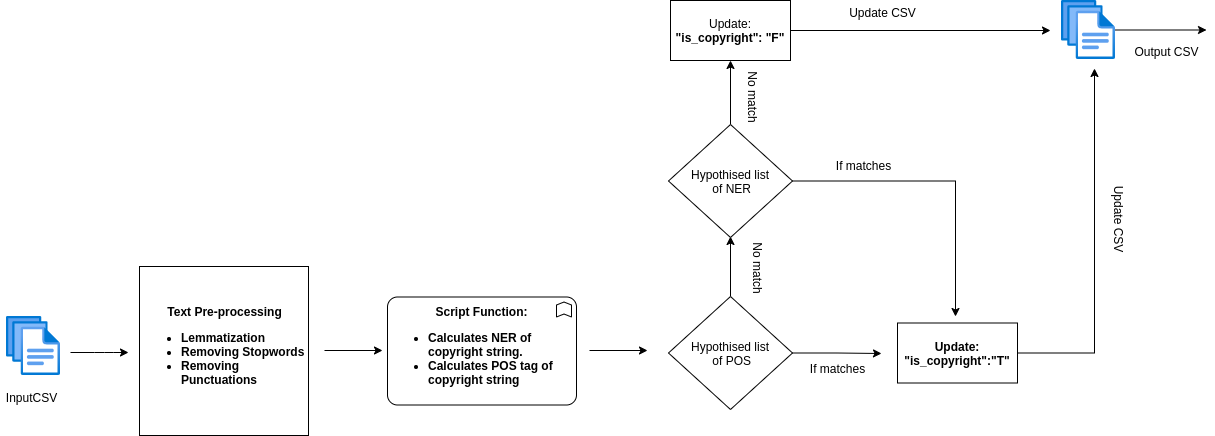 InputCSV
Text Pre-processing
Lemmatization
Removing Stopwords
Removing
Punctuations
Script Function:
Calculates NER of
copyright string.
Calculates POS tag of
copyright string
Hypothised list
of POS
If matches
Update:
"is_copyright":"T"
No match
Hypothised list
of NER
If matches
No match
Update:
"is_copyright": "F"
Update CSV
Update CSV
Output CSV